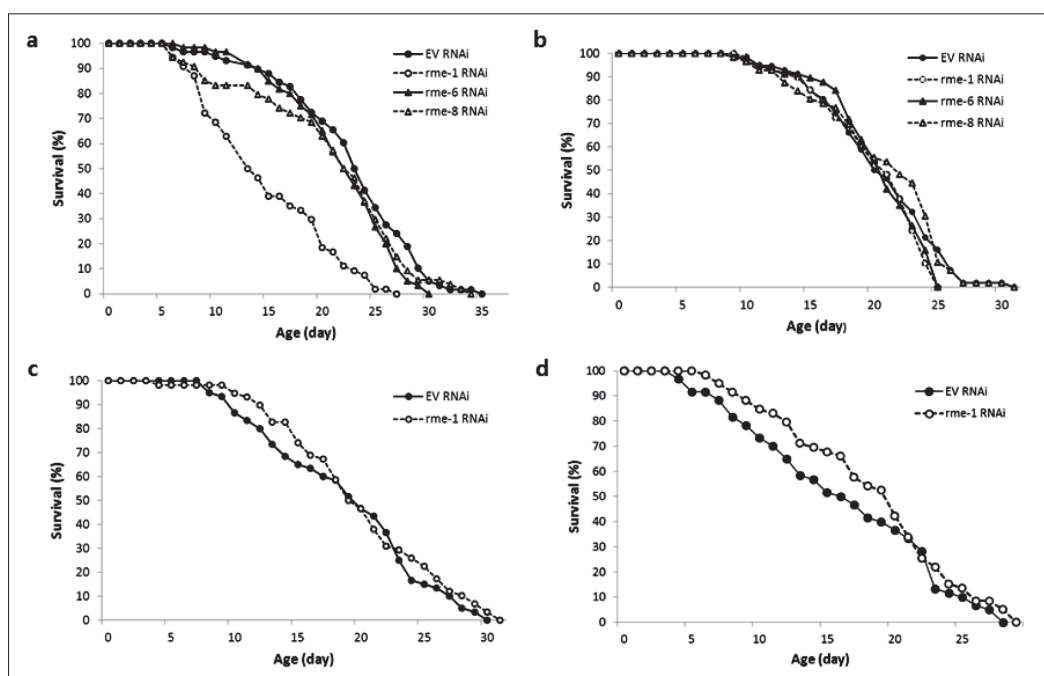 a
EV RNAi
rme-1 RNAi
rme-6 RNAi
rme-8 RNAi
Survival (%)
100
90
80
70
60
50
40
30
20
10
0
0 5 10 15 20 25 30 35
Age (day)
b
EV RNAi
rme-1 RNAi
rme-6 RNAi
rme-8 RNAi
Survival (%)
100
90
80
70
60
50
40
30
20
10
0
0 5 10 15 20 25 30
Age (day)
c
EV RNAi
rme-1 RNAi
Survival (%)
100
90
80
70
60
50
40
30
20
10
0
0 5 10 15 20 25 30
Age (day)
d
EV RNAi
rme-1 RNAi
Survival (%)
100
90
80
70
60
50
40
30
20
10
0
0 5 10 15 20 25
Age (day)